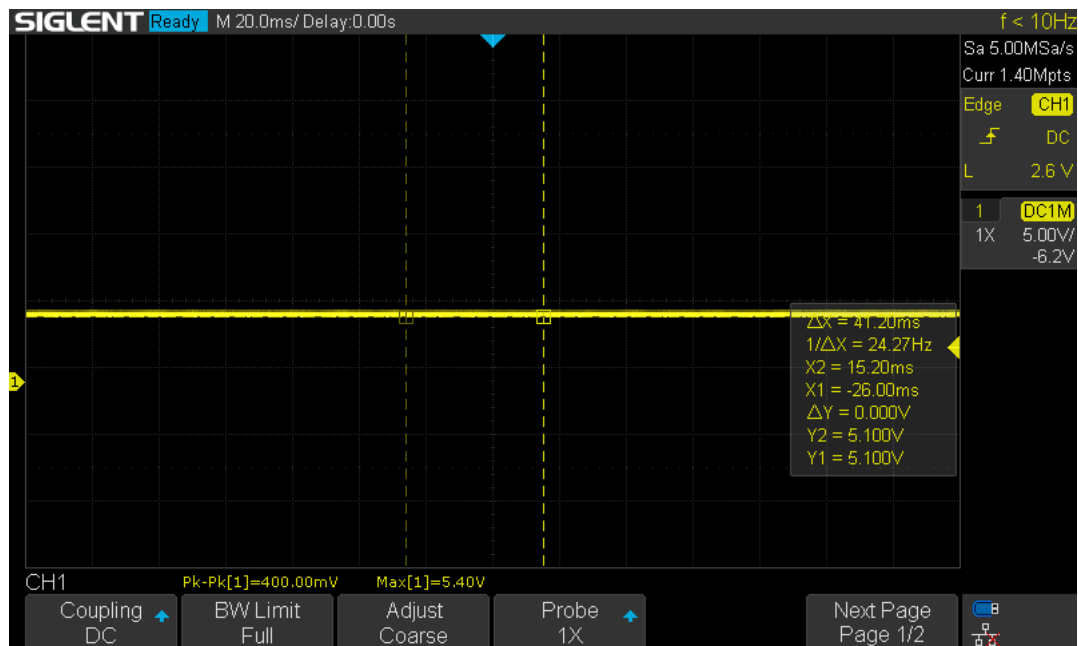 SIGLENT Ready M 20.0ms/ Delay:0.00s f < 10Hz
Sa 5.00MSa/s
Curr 1.40Mpts
Edge CH1
DC
L 2.6 V
1 DC1M
1X 5.00V/
-6.2V
1
ΔX = 41.20ms
1/ΔX = 24.27Hz
X2 = 15.20ms
X1 = -26.00ms
ΔY = 0.000V
Y2 = 5.100V
Y1 = 5.100V
CH1 Pk-Pk[1]=400.00mV Max[1]=5.40V
Coupling BW Limit Adjust Probe Next Page
DC Full Coarse 1X Page 1/2